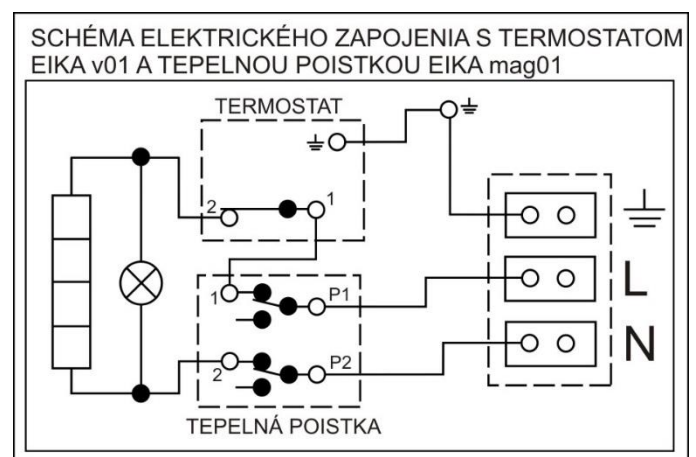 SCHÉMA ELEKTRICKÉHO ZAPOJENIA S TERMOSTATOM
EIKA v01 A TEPELNOU POISTKOU EIKA mag01
TERMOSTAT
2
1
1
P1
L
2
P2
N
TEPELNÁ POISTKA